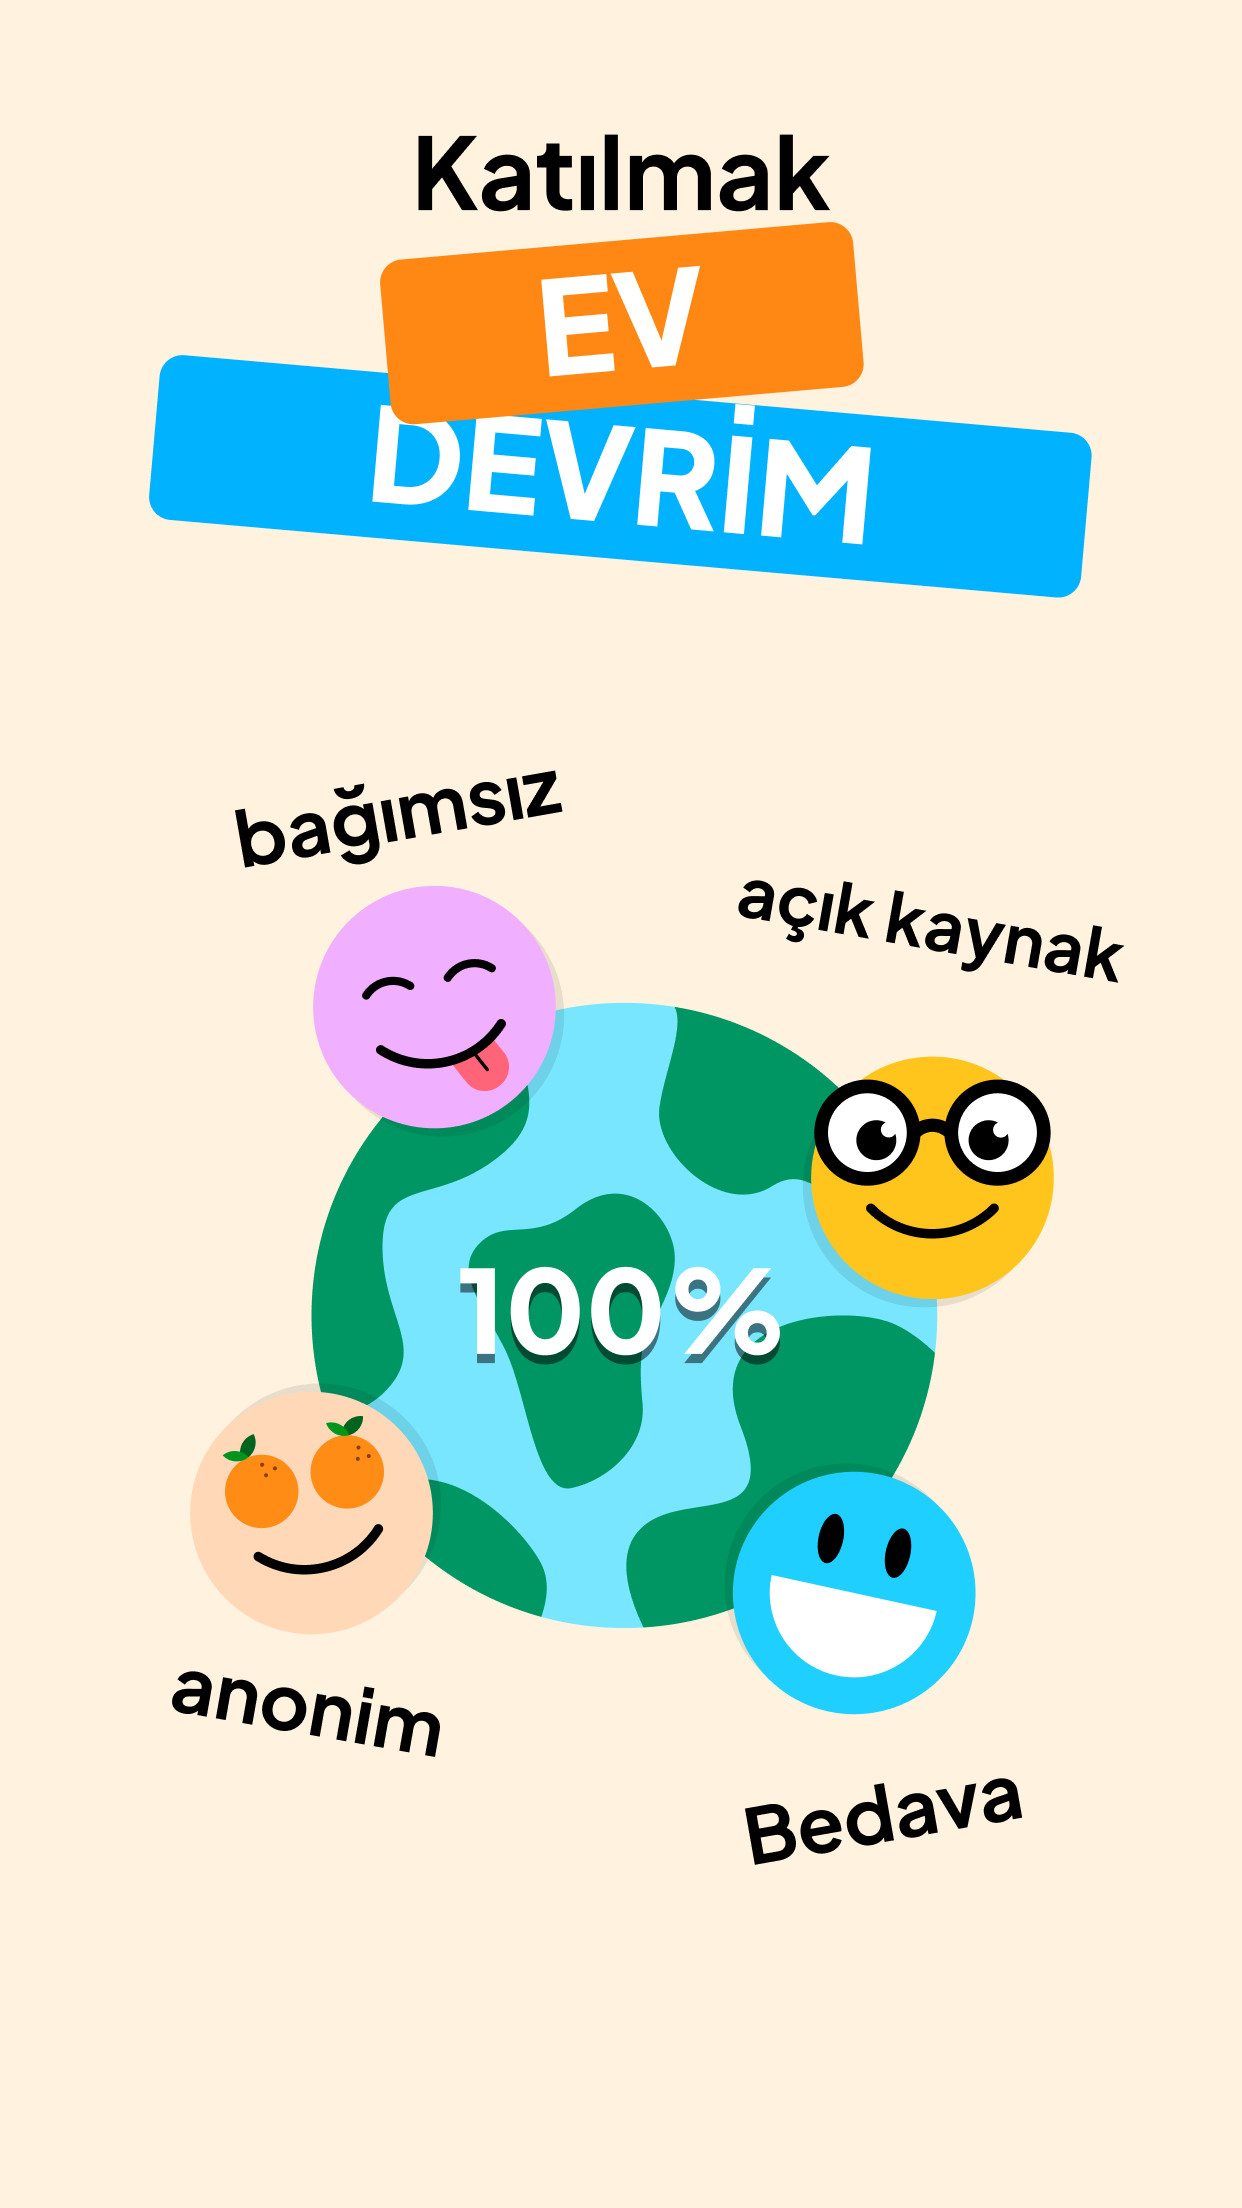 Katılmak
EV
DEVRİM
bağımsız
açık kaynak
100%
anonim
Bedava